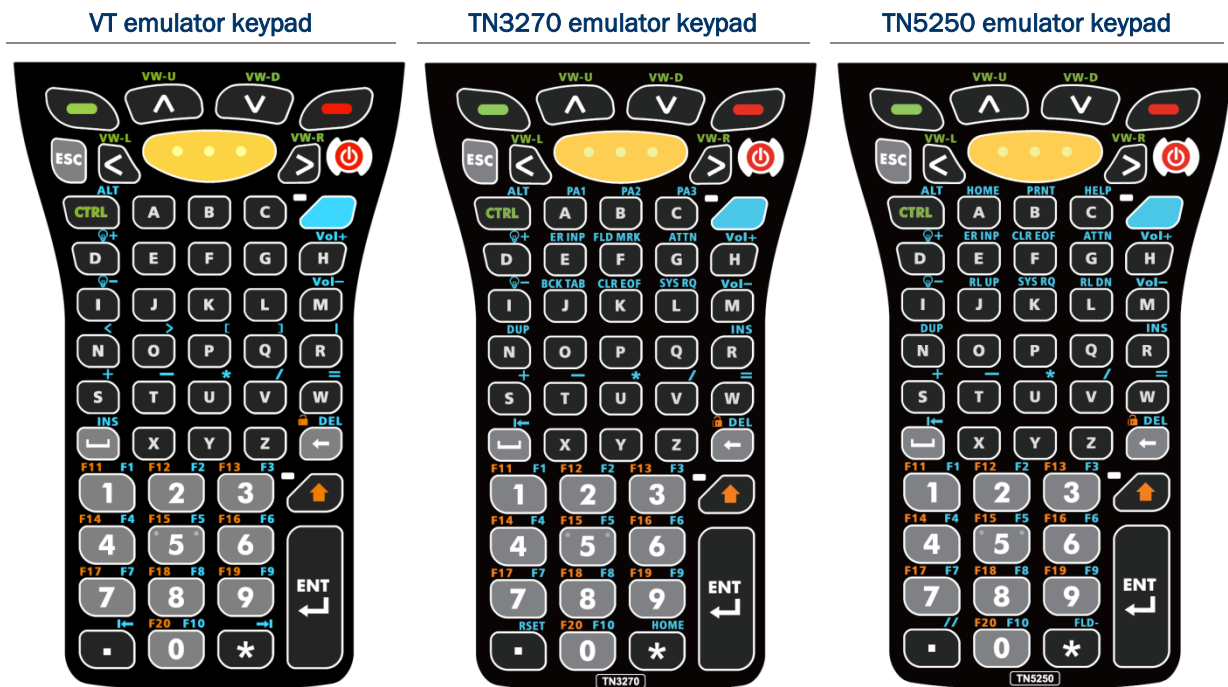 VT emulator keypad
VW-U VW-D
VW-L VW-R
ESC < >
ALT
CTRL A B C
+ Vol+
D E F G H
- Vol-
I J K L M
< > [ ] |
N O P Q R
+ - * / =
S T U V W
INS DEL
X Y Z
F11 F1 F12 F2 F13 F3
1 2 3
F14 F4 F15 F5 F16 F6
4 5 6
F17 F7 F18 F8 F19 F9
7 8 9
ENT
F20 F10
. 0 *
TN3270 emulator keypad
VW-U VW-D
VW-L VW-R
ESC < >
ALT PA1 PA2 PA3
CTRL A B C
+ ER INP FLD MRK ATTN Vol+
D E F G H
- BCK TAB CLR EOF SYS RQ Vol-
I J K L M
DUP INS
N O P Q R
+ - * / =
S T U V W
DEL
X Y Z
F11 F1 F12 F2 F13 F3
1 2 3
F14 F4 F15 F5 F16 F6
4 5 6
F17 F7 F18 F8 F19 F9
7 8 9
ENT
RSET F20 F10 HOME
. 0 *
TN3270
TN5250 emulator keypad
VW-U VW-D
VW-L VW-R
ESC < >
ALT HOME PRNT HELP
CTRL A B C
+ ER INP CLR EOF ATTN Vol+
D E F G H
- RL UP SYS RQ RL DN Vol-
I J K L M
DUP INS
N O P Q R
+ - * / =
S T U V W
DEL
X Y Z
F11 F1 F12 F2 F13 F3
1 2 3
F14 F4 F15 F5 F16 F6
4 5 6
F17 F7 F18 F8 F19 F9
7 8 9
ENT
// F20 F10 FLD-
. 0 *
TN5250